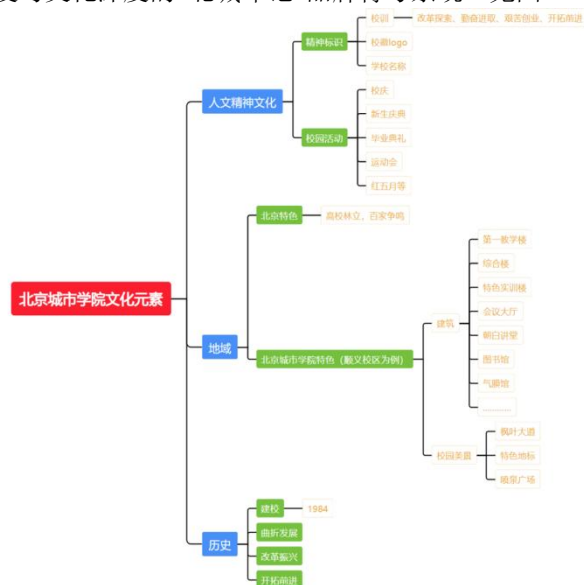 人文精神文化
精神标识
校训
改革探索、勤奋进取、艰苦创业、开拓前进
校徽logo
学校名称
校园活动
校庆
新生庆典
毕业典礼
运动会
红五月等
北京城市学院文化元素
地域
北京特色
高校林立、百家争鸣
北京城市学院特色（顺义校区为例）
建筑
第一教学楼
综合楼
特色实训楼
会议大厅
朝白讲堂
图书馆
气膜馆
校园美景
枫叶大道
特色地标
历史
建校
1984
曲折发展
改革振兴
开拓前进